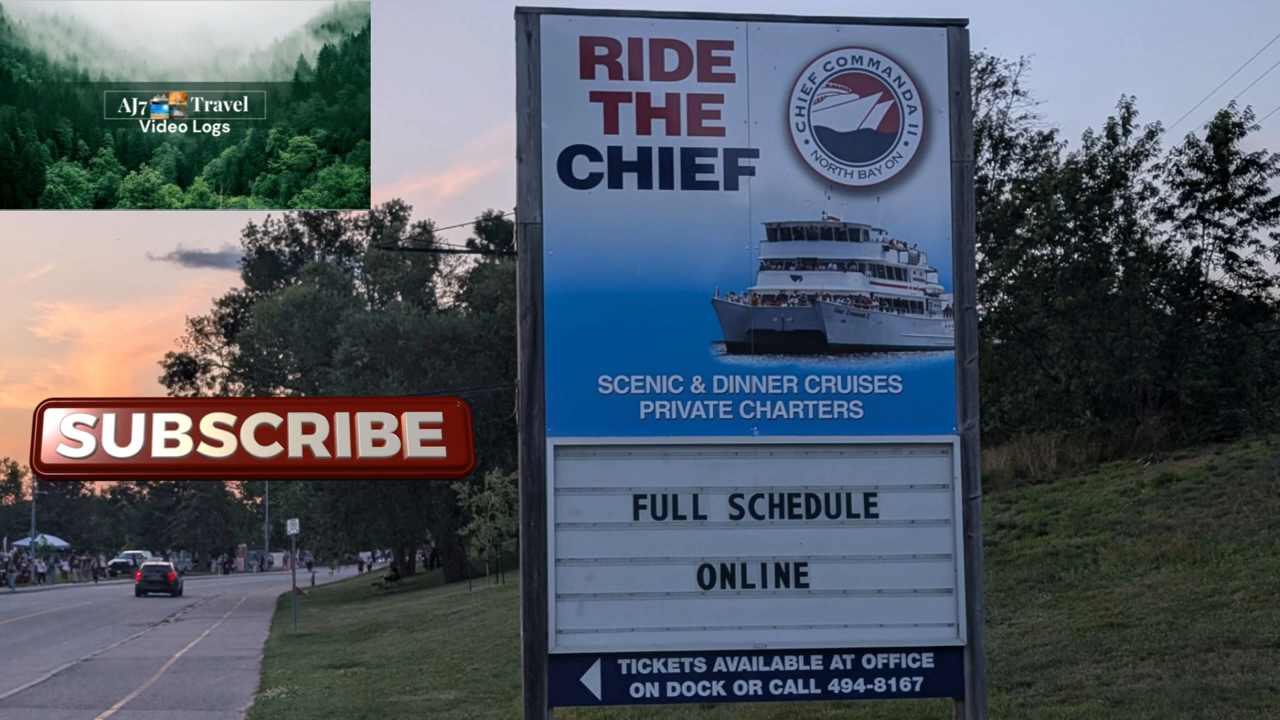 AJ7 Travel
Video Logs
SUBSCRIBE
RIDE
THE
CHIEF
CHIEF COMMANDA II
NORTH BAY ON
SCENIC & DINNER CRUISES
PRIVATE CHARTERS
FULL SCHEDULE
ONLINE
TICKETS AVAILABLE AT OFFICE
ON DOCK OR CALL 494-8167